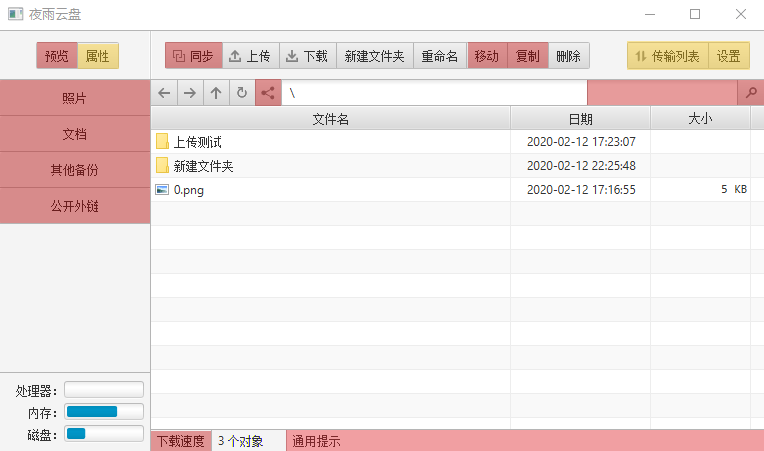 夜雨云盘
预览 属性 同步 上传 下载 新建文件夹 重命名 移动 复制 删除 传输列表 设置
照片
文档
其他备份
公开外链
\
文件名 日期 大小
上传测试 2020-02-12 17:23:07
新建文件夹 2020-02-12 22:25:48
0.png 2020-02-12 17:16:55 5 KB
处理器:
内存:
磁盘:
下载速度 3 个对象 通用提示